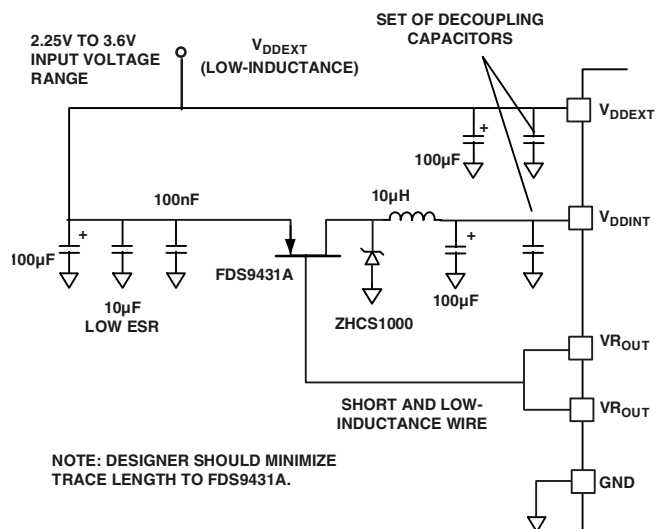 2.25V TO 3.6V
INPUT VOLTAGE
RANGE
VDDEXT
(LOW-INDUCTANCE)
SET OF DECOUPLING
CAPACITORS
VDDEXT
+
100µF
100nF
10µH
VDDINT
+
100µF
+
100µF
10µF
LOW ESR
FDS9431A
ZHCS1000
VROUT
SHORT AND LOW-
INDUCTANCE WIRE
VROUT
NOTE: DESIGNER SHOULD MINIMIZE
TRACE LENGTH TO FDS9431A.
GND